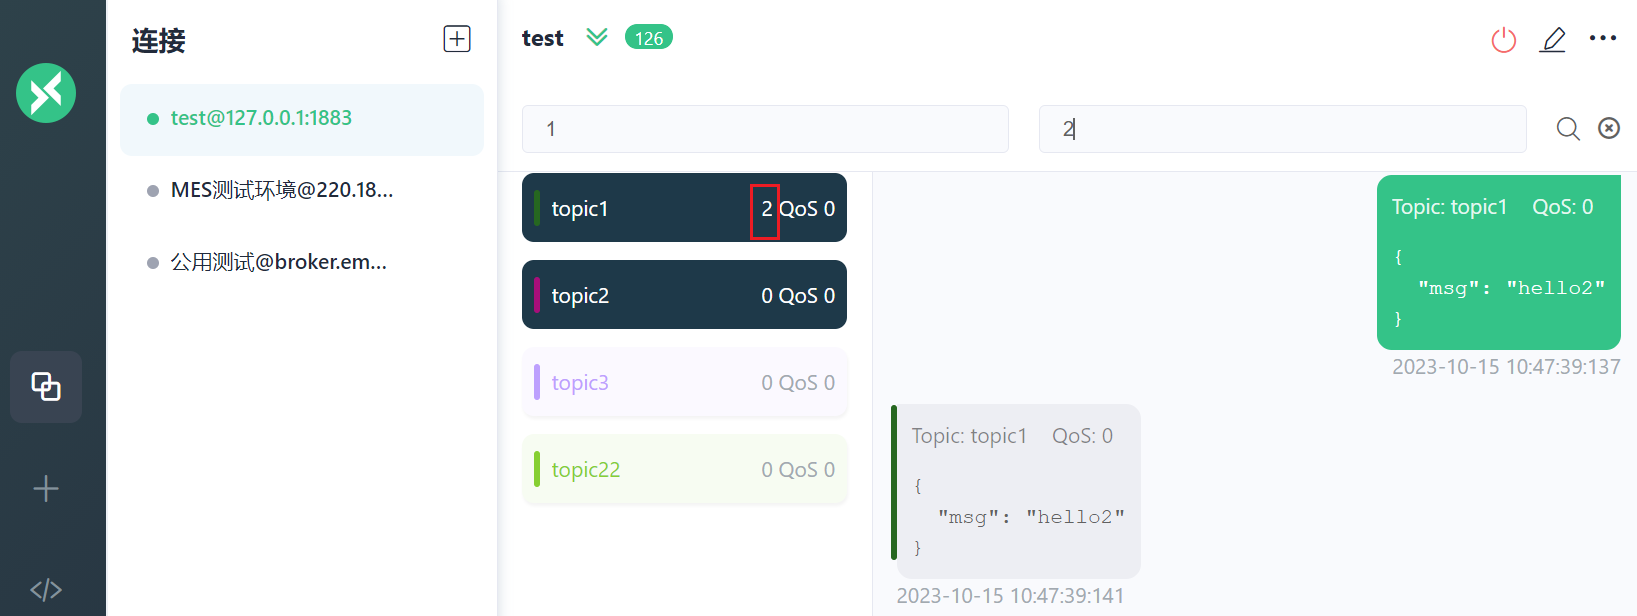 连接
test@127.0.0.1:1883
MES测试环境@220.18...
公用测试@broker.em...
test 126
1
2
topic1 2 QoS 0
topic2 0 QoS 0
topic3 0 QoS 0
topic22 0 QoS 0
Topic: topic1 QoS: 0
{
"msg": "hello2"
}
2023-10-15 10:47:39:137
Topic: topic1 QoS: 0
{
"msg": "hello2"
}
2023-10-15 10:47:39:141